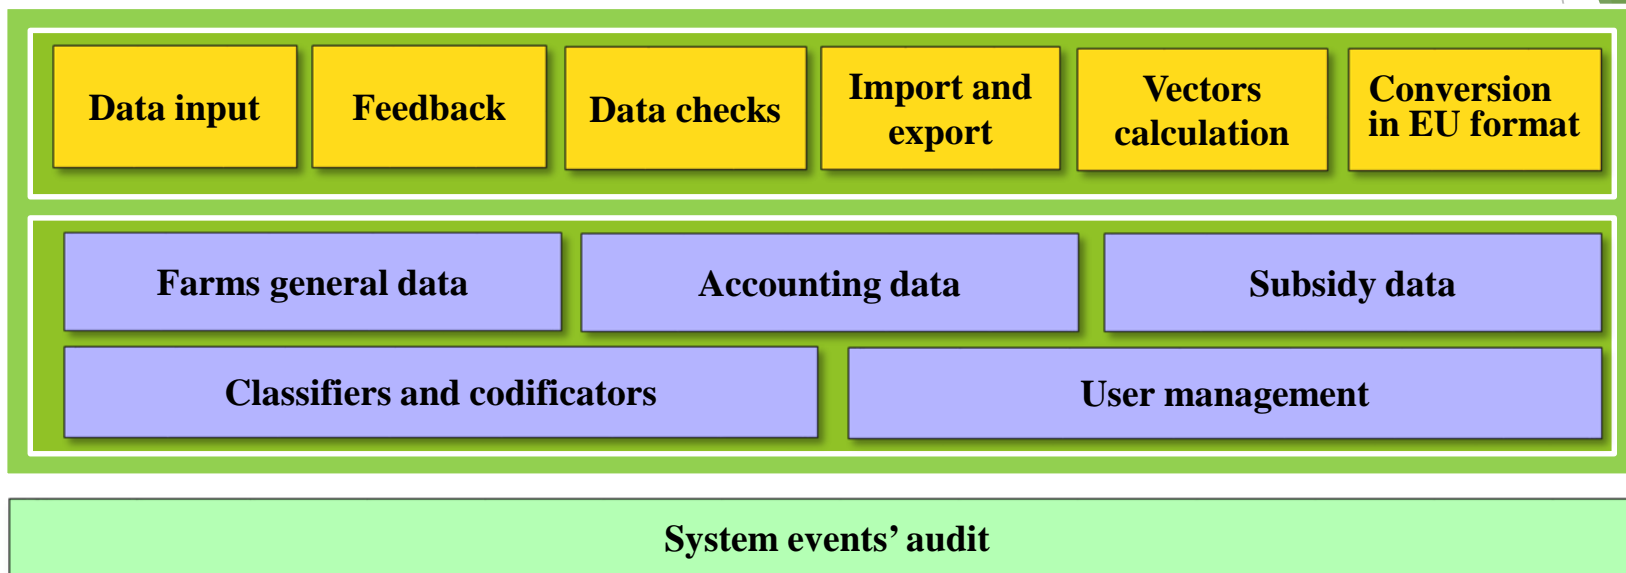 Data input
Feedback
Data checks
Import and
export
Vectors
calculation
Conversion
in EU format
Farms general data
Accounting data
Subsidy data
Classifiers and codificators
User management
System events’ audit